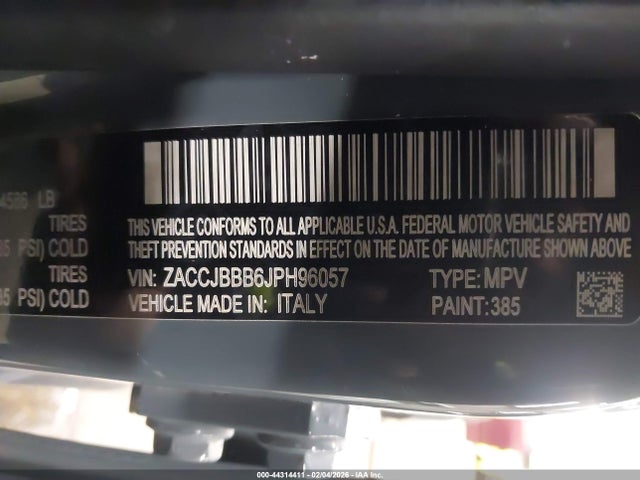 4586 LB
TIRES
PSI) COLD
TIRES
PSI) COLD
THIS VEHICLE CONFORMS TO ALL APPLICABLE U.S.A. FEDERAL MOTOR VEHICLE SAFETY AND
THEFT PREVENTION STANDARDS IN EFFECT ON THE DATE OF MANUFACTURE SHOWN ABOVE
VIN: ZACCJBBB6JPH96057 TYPE: MPV
VEHICLE MADE IN: ITALY PAINT: 385
000-44314411 - 02/04/2026 - IAA Inc.